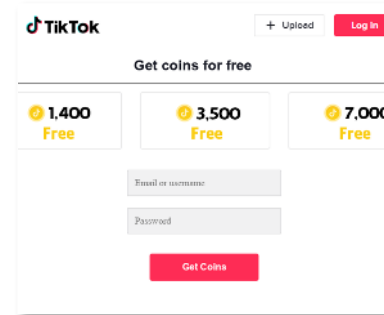 TikTok
+ Upload
Log In
Get coins for free
1,400
Free
3,500
Free
7,000
Free
Email or username
Password
Get Coins